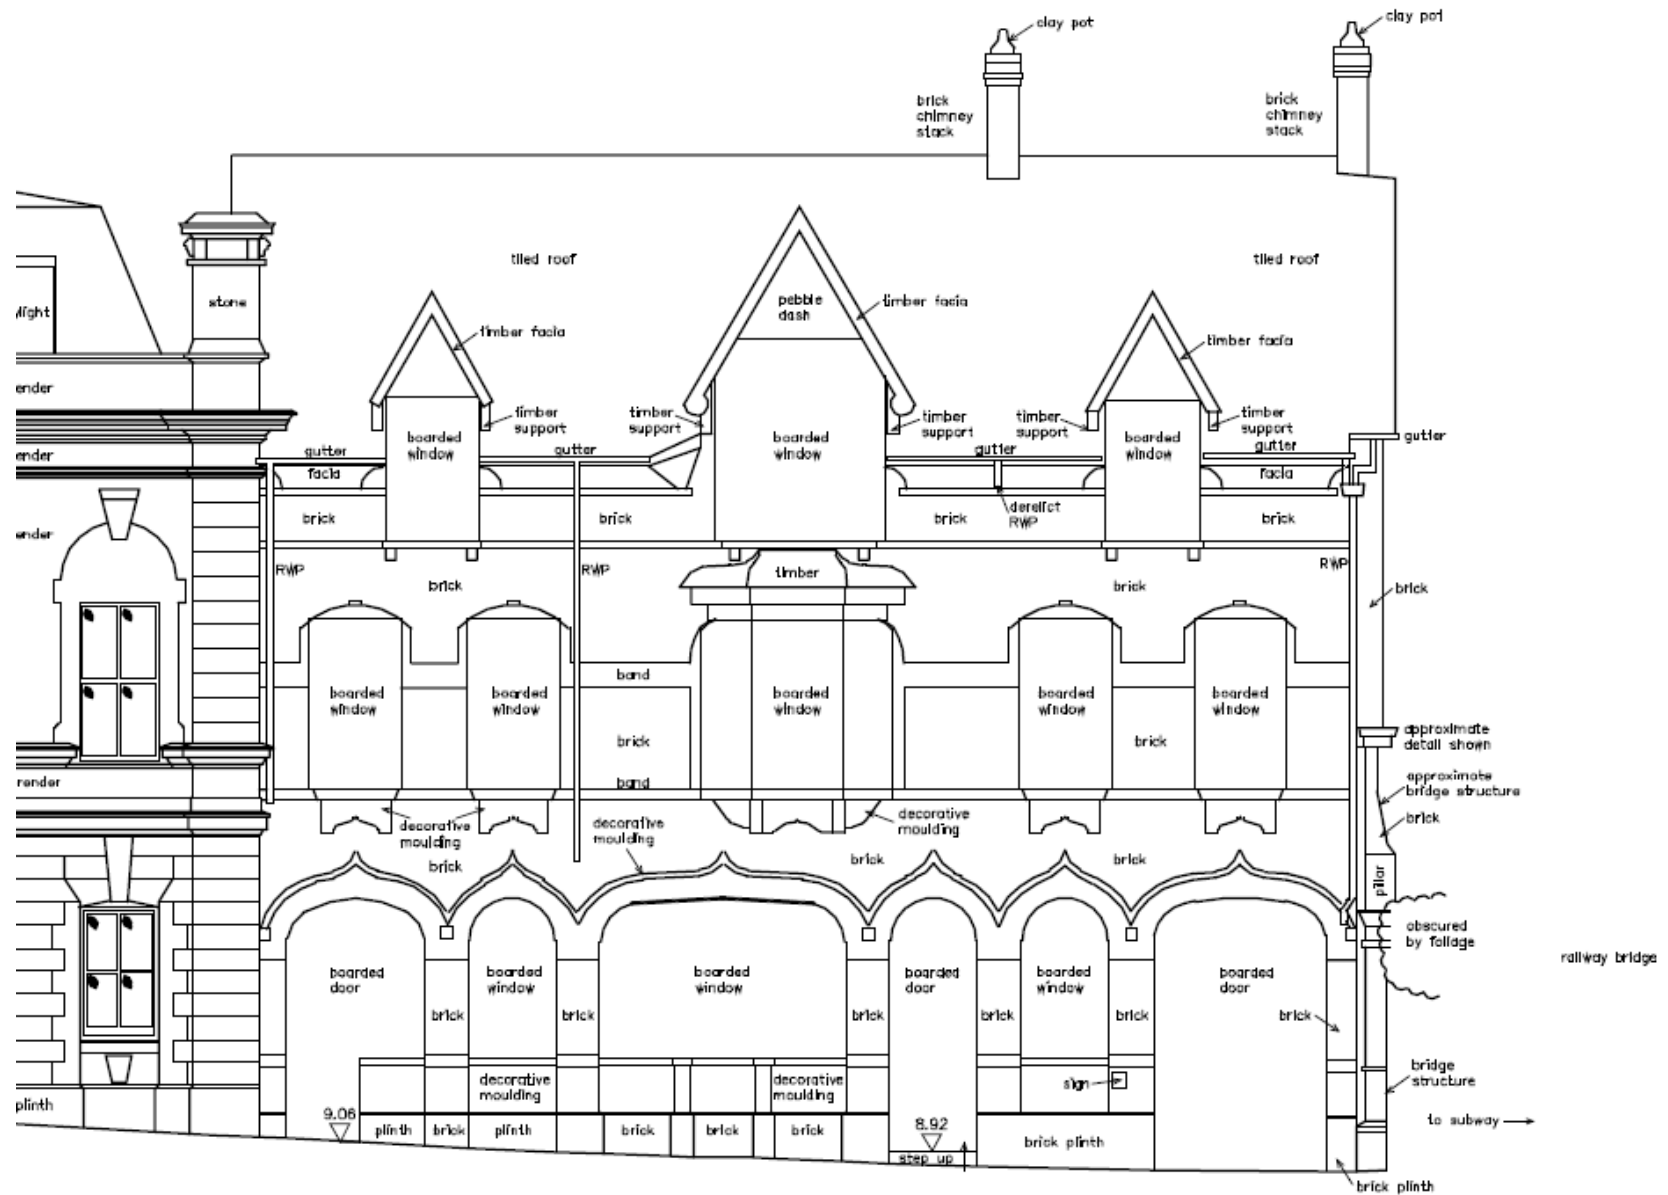 clay pot
clay pot
brick
chimney
stack
brick
chimney
stack
tiled roof
tiled roof
stone
light
pebble
dash
timber facia
timber facia
timber facia
ender
timber
support
timber
support
timber
support
timber
support
timber
support
boarded
window
boarded
window
boarded
window
gutter
ender
gutter
gutter
gutter
gutter
facia
facia
derelict
RWP
brick
brick
brick
brick
ender
RWP
RWP
RWP
timber
brick
brick
brick
band
boarded
window
boarded
window
boarded
window
boarded
window
boarded
window
brick
brick
approximate
detail shown
render
band
approximate
bridge structure
decorative
moulding
decorative
moulding
decorative
moulding
brick
brick
brick
brick
pillar
obscured
by foliage
railway bridge
boarded
door
boarded
window
boarded
window
boarded
door
boarded
window
boarded
door
brick
brick
brick
brick
brick
brick
decorative
moulding
decorative
moulding
sign
bridge
structure
plinth
9.06
8.92
to subway
plinth
brick
plinth
brick
brick
brick
brick plinth
step up
brick plinth